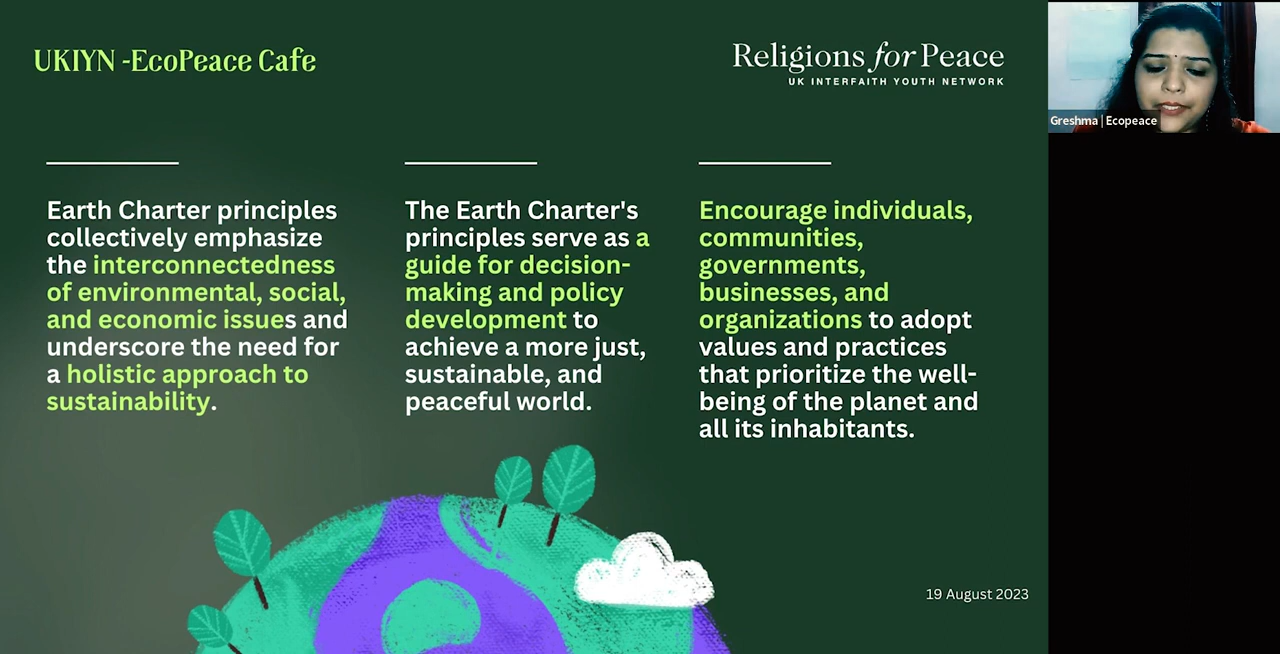 UKIYN -EcoPeace Cafe
Religions for Peace
UK INTERFAITH YOUTH NETWORK
Greshma | Ecopeace
Earth Charter principles
collectively emphasize
the interconnectedness
of environmental, social,
and economic issues and
underscore the need for
a holistic approach to
sustainability.
The Earth Charter's
principles serve as a
guide for decision-
making and policy
development to
achieve a more just,
sustainable, and
peaceful world.
Encourage individuals,
communities,
governments,
businesses, and
organizations to adopt
values and practices
that prioritize the well-
being of the planet and
all its inhabitants.
19 August 2023